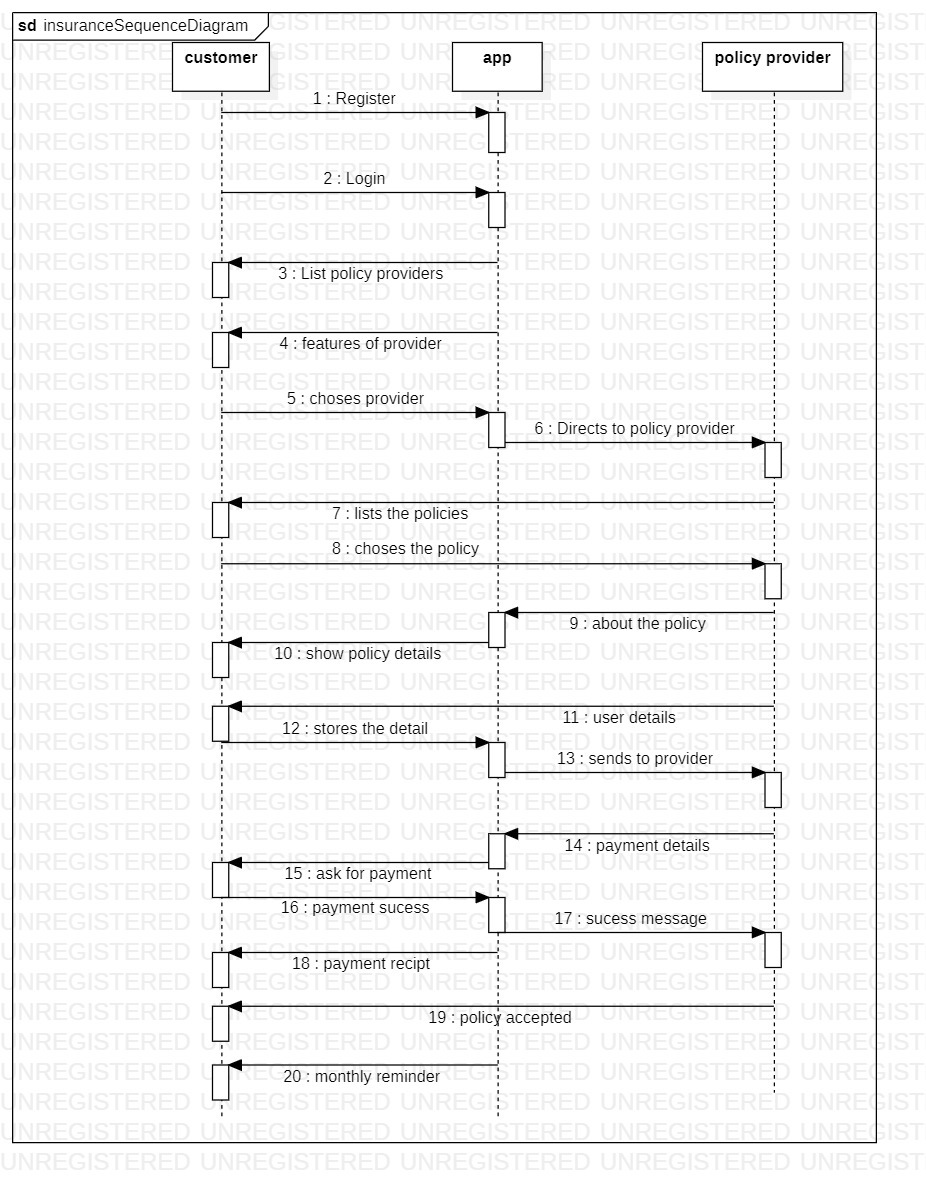 sd insuranceSequenceDiagram
customer
app
policy provider
1 : Register
2 : Login
3 : List policy providers
4 : features of provider
5 : choses provider
6 : Directs to policy provider
7 : lists the policies
8 : choses the policy
9 : about the policy
10 : show policy details
11 : user details
12 : stores the detail
13 : sends to provider
14 : payment details
15 : ask for payment
16 : payment sucess
17 : sucess message
18 : payment recipt
19 : policy accepted
20 : monthly reminder
UNREGISTERED